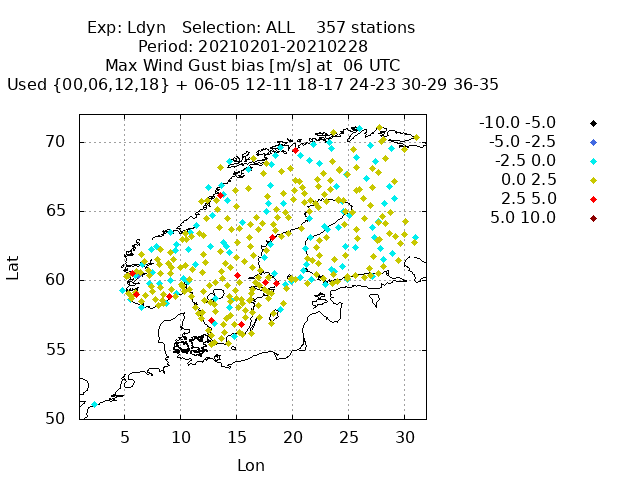 Exp: Ldyn   Selection: ALL    357 stations
Period: 20210201-20210228
Max Wind Gust bias [m/s] at  06 UTC
Used {00,06,12,18} + 06-05 12-11 18-17 24-23 30-29 36-35
-10.0 -5.0
-5.0 -2.5
-2.5 0.0
0.0 2.5
2.5 5.0
5.0 10.0
70
65
60
55
50
Lat
5 10 15 20 25 30
Lon